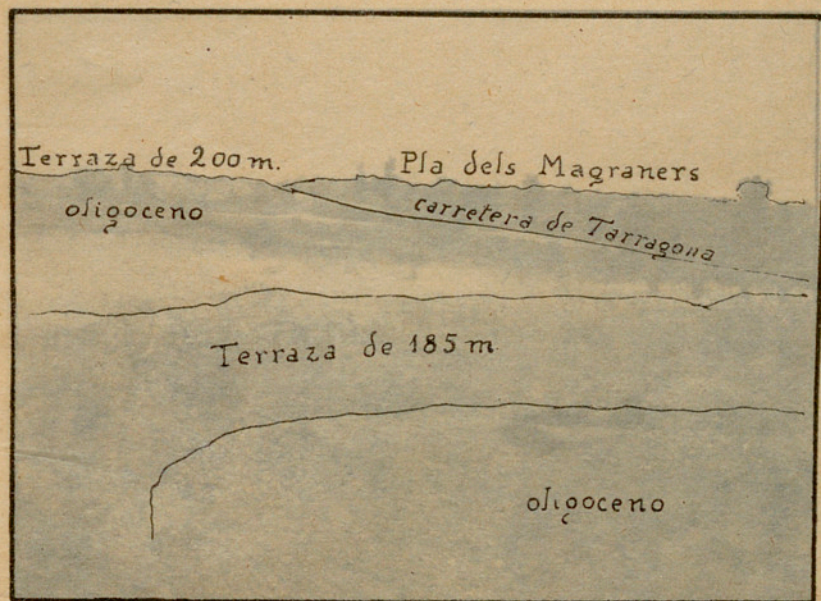 Terraza de 200 m.
Pla dels Magraners
oligoceno
carretera de Tarragona
Terraza de 185 m
oligoceno